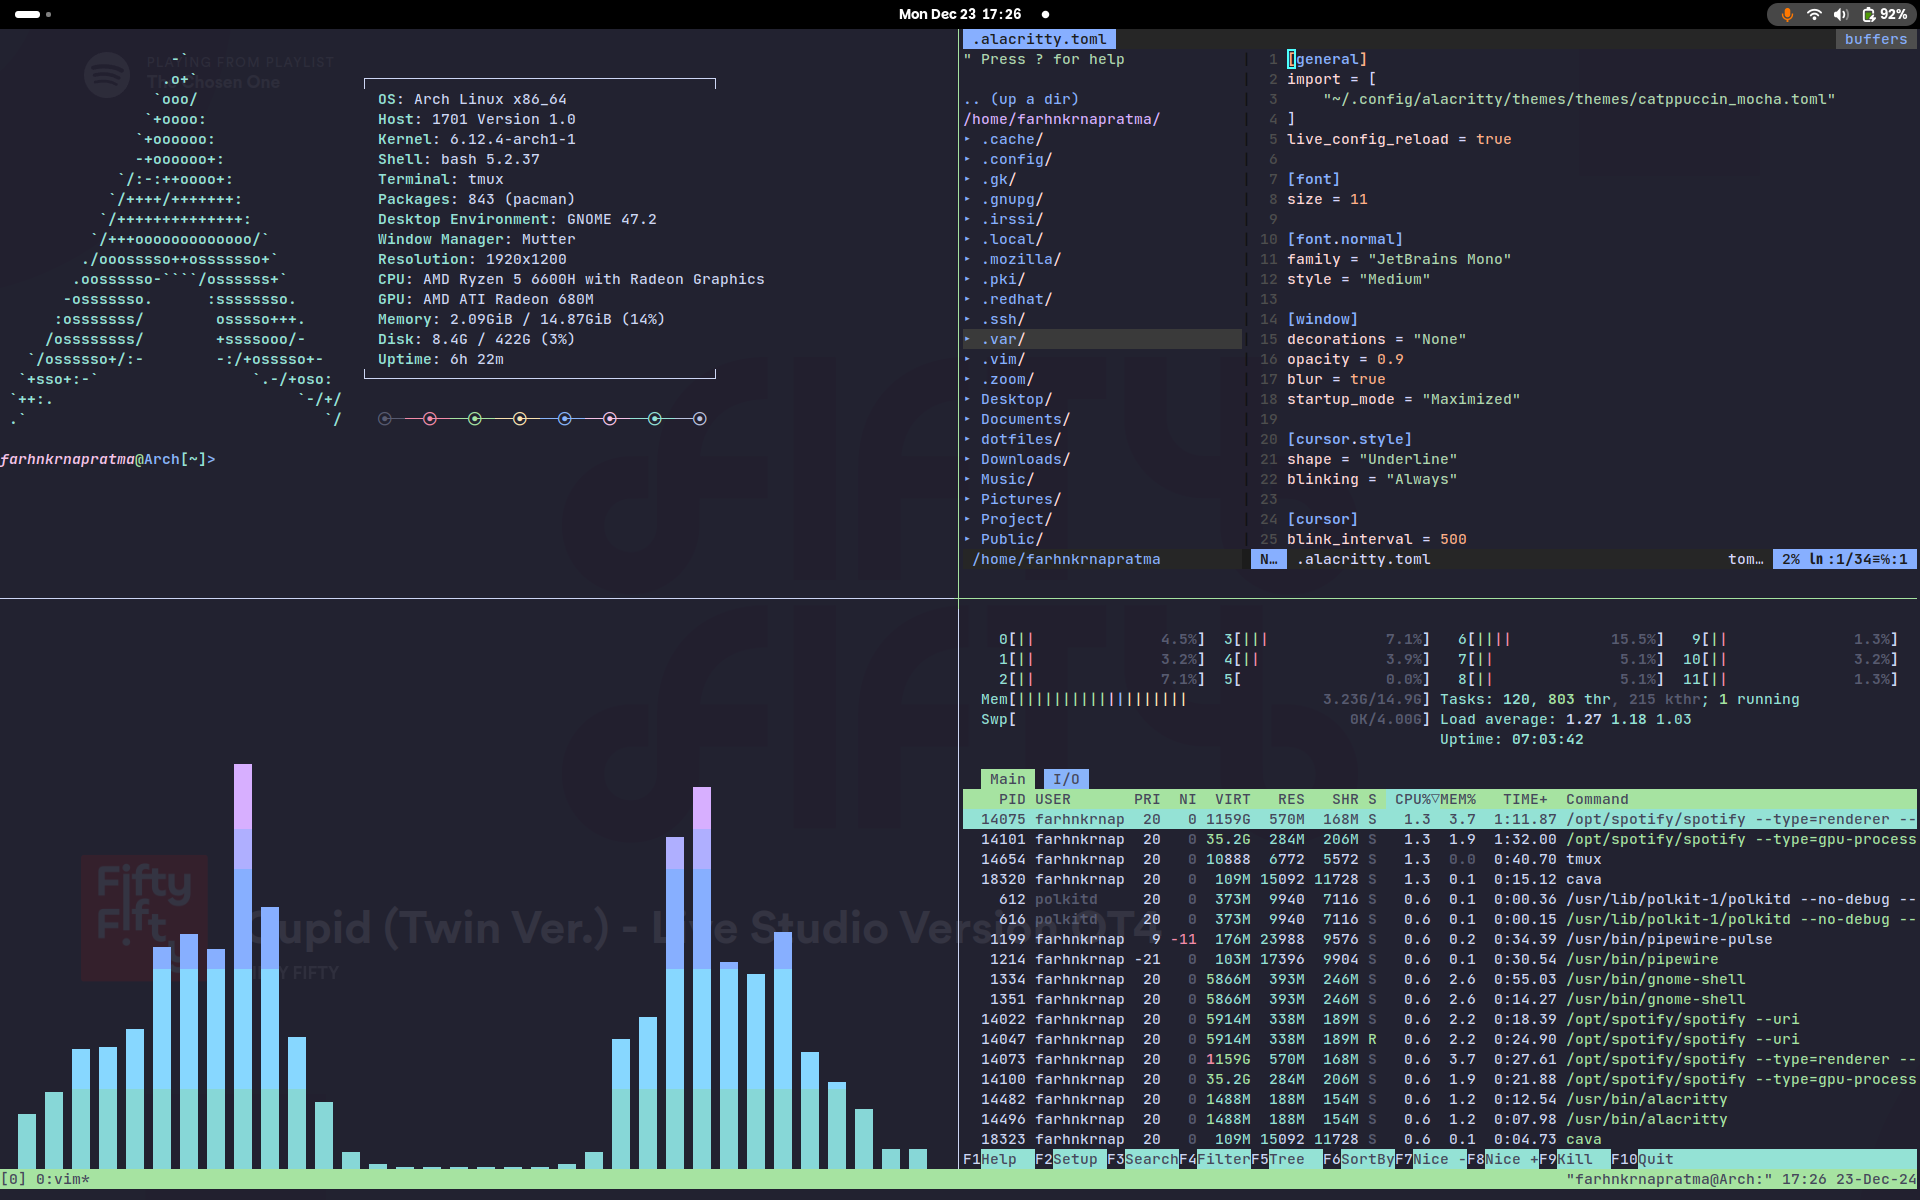 Mon Dec 23 17:26
92%
PLAYING FROM PLAYLIST
The Chosen One
OS: Arch Linux x86_64
Host: 1701 Version 1.0
Kernel: 6.12.4-arch1-1
Shell: bash 5.2.37
Terminal: tmux
Packages: 843 (pacman)
Desktop Environment: GNOME 47.2
Window Manager: Mutter
Resolution: 1920x1200
CPU: AMD Ryzen 5 6600H with Radeon Graphics
GPU: AMD ATI Radeon 680M
Memory: 2.09GiB / 14.87GiB (14%)
Disk: 8.4G / 422G (3%)
Uptime: 6h 22m
farhnkrnapratma@Arch[~]>
.alacritty.toml
buffers
" Press ? for help
.. (up a dir)
/home/farhnkrnapratma/
▸ .cache/
▸ .config/
▸ .gk/
▸ .gnupg/
▸ .irssi/
▸ .local/
▸ .mozilla/
▸ .pki/
▸ .redhat/
▸ .ssh/
▸ .var/
▸ .vim/
▸ .zoom/
▸ Desktop/
▸ Documents/
▸ dotfiles/
▸ Downloads/
▸ Music/
▸ Pictures/
▸ Project/
▸ Public/
/home/farhnkrnapratma
1 [general]
2 import = [
3 "~/.config/alacritty/themes/themes/catppuccin_mocha.toml"
4 ]
5 live_config_reload = true
6
7 [font]
8 size = 11
9
10 [font.normal]
11 family = "JetBrains Mono"
12 style = "Medium"
13
14 [window]
15 decorations = "None"
16 opacity = 0.9
17 blur = true
18 startup_mode = "Maximized"
19
20 [cursor.style]
21 shape = "Underline"
22 blinking = "Always"
23
24 [cursor]
25 blink_interval = 500
N… .alacritty.toml tom… 2% ln:1/34≡%:1
Fifty
Fifty
Cupid (Twin Ver.) - Live Studio Version OT4
FIFTY FIFTY
0[|| 4.5%] 3[||| 7.1%] 6[|||| 15.5%] 9[|| 1.3%]
1[|| 3.2%] 4[|| 3.9%] 7[|| 5.1%] 10[|| 3.2%]
2[|| 7.1%] 5[ 0.0%] 8[|| 5.1%] 11[|| 1.3%]
Mem[||||||||||||||||||| 3.23G/14.9G] Tasks: 120, 803 thr, 215 kthr; 1 running
Swp[ 0K/4.00G] Load average: 1.27 1.18 1.03
Uptime: 07:03:42
Main I/O
PID USER PRI NI VIRT RES SHR S CPU%▽MEM% TIME+ Command
14075 farhnkrnap 20 0 1159G 570M 168M S 1.3 3.7 1:11.87 /opt/spotify/spotify --type=renderer --
14101 farhnkrnap 20 0 35.2G 284M 206M S 1.3 1.9 1:32.00 /opt/spotify/spotify --type=gpu-process
14654 farhnkrnap 20 0 10888 6772 5572 S 1.3 0.0 0:40.70 tmux
18320 farhnkrnap 20 0 109M 15092 11728 S 1.3 0.1 0:15.12 cava
612 polkitd 20 0 373M 9940 7116 S 0.6 0.1 0:00.36 /usr/lib/polkit-1/polkitd --no-debug --
616 polkitd 20 0 373M 9940 7116 S 0.6 0.1 0:00.15 /usr/lib/polkit-1/polkitd --no-debug --
1199 farhnkrnap 9 -11 176M 23988 9576 S 0.6 0.2 0:34.39 /usr/bin/pipewire-pulse
1214 farhnkrnap -21 0 103M 17396 9904 S 0.6 0.1 0:30.54 /usr/bin/pipewire
1334 farhnkrnap 20 0 5866M 393M 246M S 0.6 2.6 0:55.03 /usr/bin/gnome-shell
1351 farhnkrnap 20 0 5866M 393M 246M S 0.6 2.6 0:14.27 /usr/bin/gnome-shell
14022 farhnkrnap 20 0 5914M 338M 189M S 0.6 2.2 0:18.39 /opt/spotify/spotify --uri
14047 farhnkrnap 20 0 5914M 338M 189M R 0.6 2.2 0:24.90 /opt/spotify/spotify --uri
14073 farhnkrnap 20 0 1159G 570M 168M S 0.6 3.7 0:27.61 /opt/spotify/spotify --type=renderer --
14100 farhnkrnap 20 0 35.2G 284M 206M S 0.6 1.9 0:21.88 /opt/spotify/spotify --type=gpu-process
14482 farhnkrnap 20 0 1488M 188M 154M S 0.6 1.2 0:12.54 /usr/bin/alacritty
14496 farhnkrnap 20 0 1488M 188M 154M S 0.6 1.2 0:07.98 /usr/bin/alacritty
18323 farhnkrnap 20 0 109M 15092 11728 S 0.6 0.1 0:04.73 cava
F1Help F2Setup F3SearchF4FilterF5Tree F6SortByF7Nice -F8Nice +F9Kill F10Quit
[0] 0:vim* "farhnkrnapratma@Arch:" 17:26 23-Dec-24